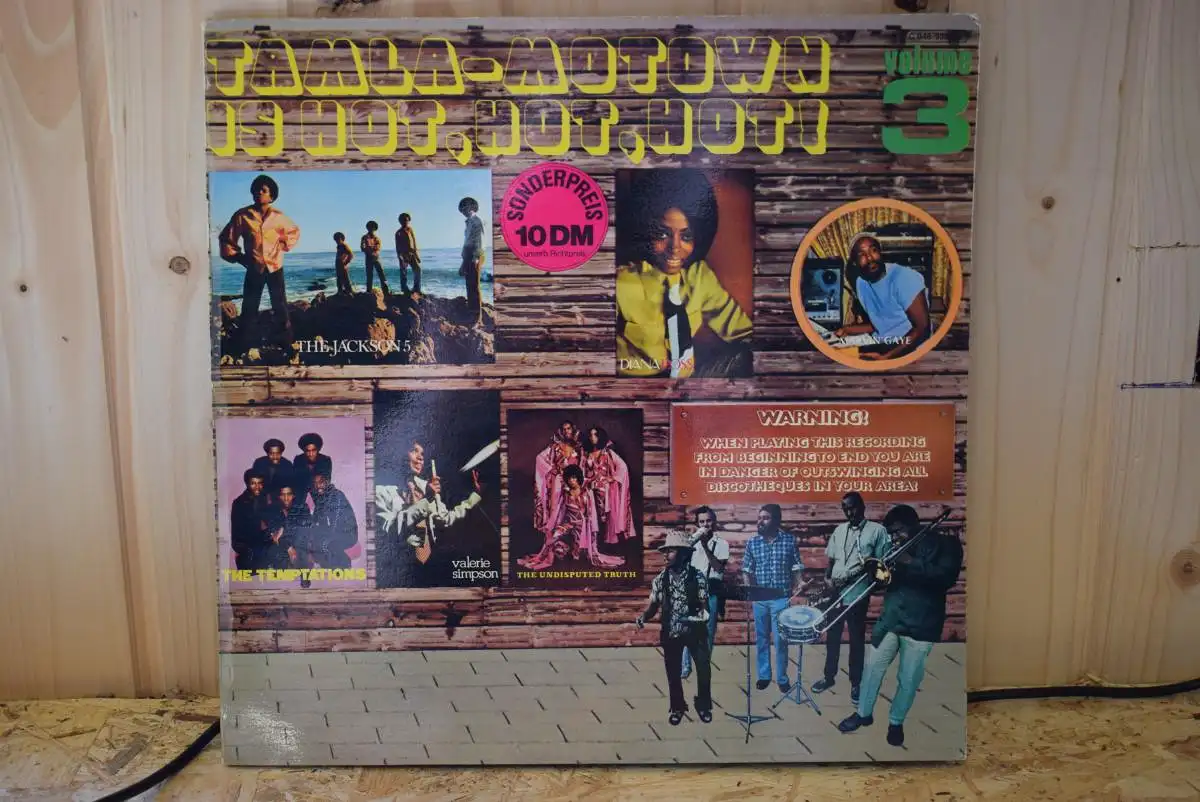 TAMLA-MOTOWN
IS HOT, HOT, HOT!
volume
3
THE JACKSON 5
SONDERPREIS
10 DM
unverb. Richtpreis
DIANA ROSS
MARVIN GAYE
THE TEMPTATIONS
valerie
simpson
THE UNDISPUTED TRUTH
WARNING!
WHEN PLAYING THIS RECORDING
FROM BEGINNING TO END YOU ARE
IN DANGER OF OUTSWINGING ALL
DISCOTHEQUES IN YOUR AREA!